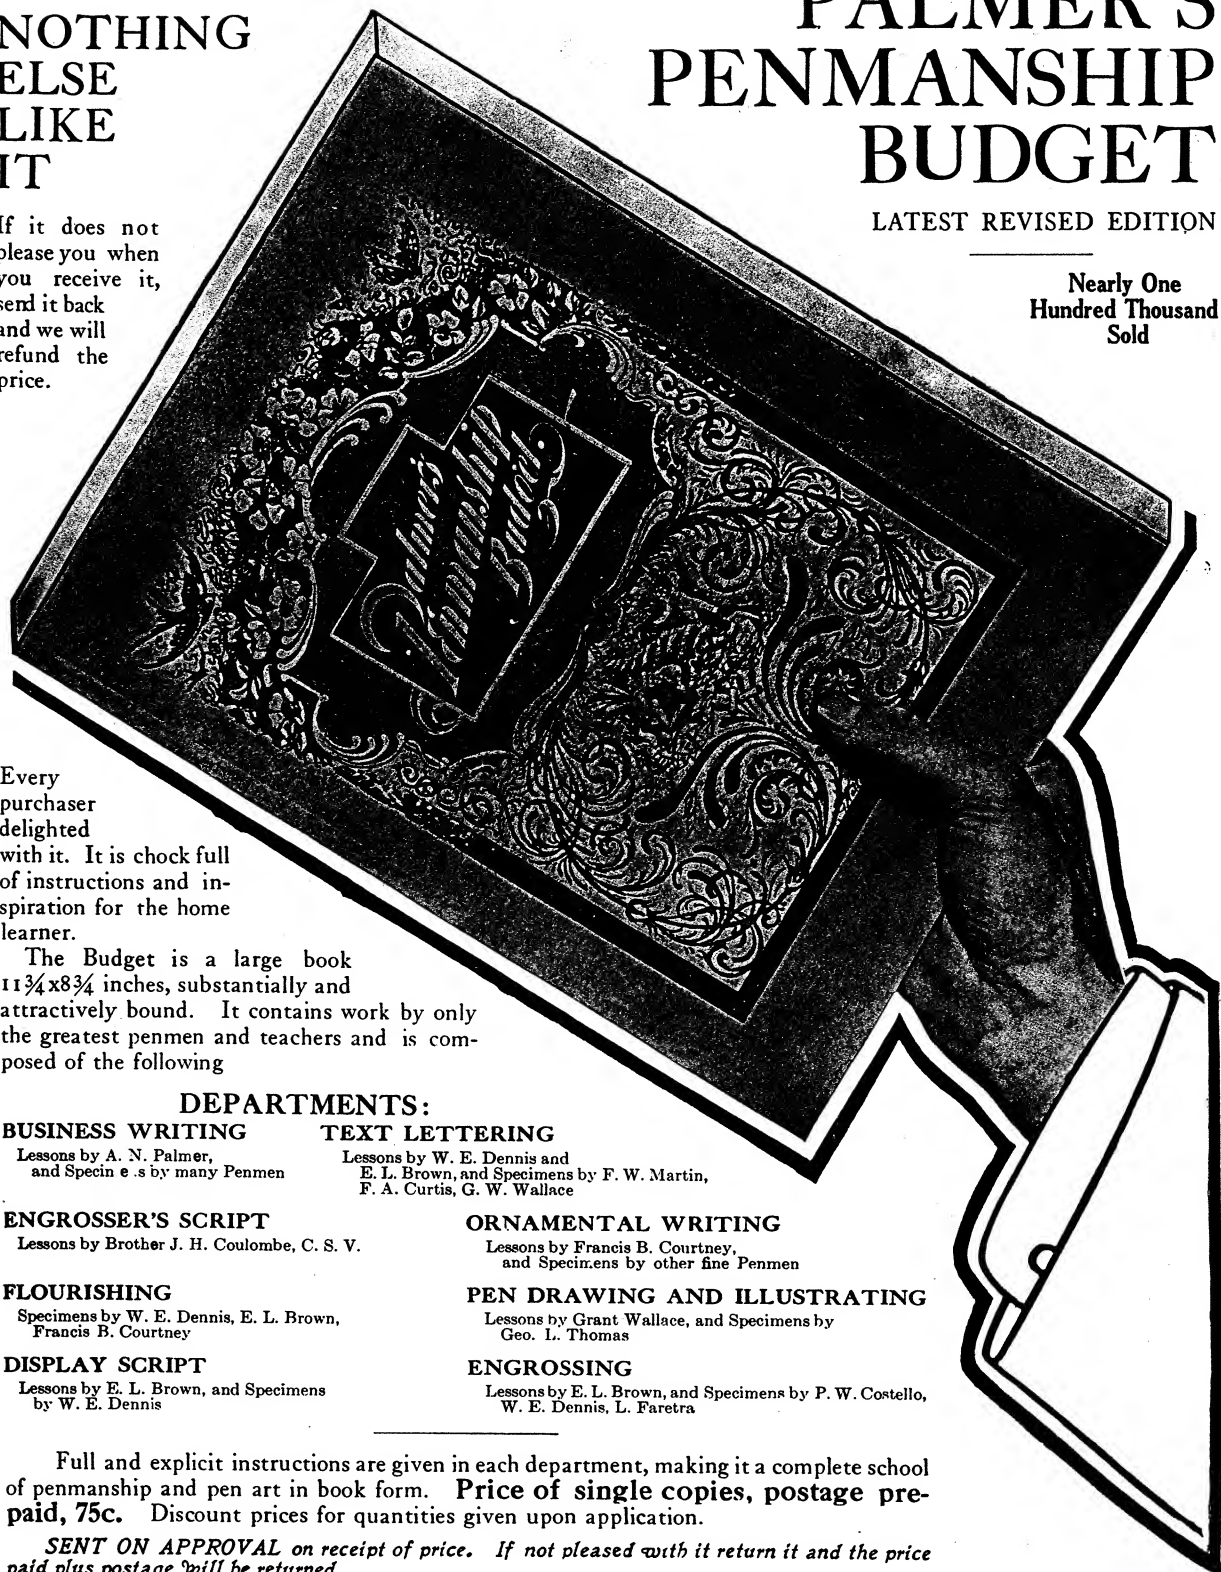 NOTHING
ELSE
LIKE
IT
If it does not
please you when
you receive it,
send it back
and we will
refund the
price.
PALMER'S
PENMANSHIP
BUDGET
LATEST REVISED EDITION
Nearly One
Hundred Thousand
Sold
Palmer's
Penmanship
Budget.
Every
purchaser
delighted
with it. It is chock full
of instructions and in-
spiration for the home
learner.
The Budget is a large book
11¾x8¾ inches, substantially and
attractively bound. It contains work by only
the greatest penmen and teachers and is com-
posed of the following
DEPARTMENTS:
BUSINESS WRITING
Lessons by A. N. Palmer,
and Specin e .s by many Penmen
TEXT LETTERING
Lessons by W. E. Dennis and
E. L. Brown, and Specimens by F. W. Martin,
F. A. Curtis, G. W. Wallace
ENGROSSER'S SCRIPT
Lessons by Brother J. H. Coulombe, C. S. V.
ORNAMENTAL WRITING
Lessons by Francis B. Courtney,
and Specimens by other fine Penmen
FLOURISHING
Specimens by W. E. Dennis, E. L. Brown,
Francis B. Courtney
PEN DRAWING AND ILLUSTRATING
Lessons by Grant Wallace, and Specimens by
Geo. L. Thomas
DISPLAY SCRIPT
Lessons by E. L. Brown, and Specimens
by W. E. Dennis
ENGROSSING
Lessons by E. L. Brown, and Specimens by P. W. Costello,
W. E. Dennis, L. Faretra
Full and explicit instructions are given in each department, making it a complete school
of penmanship and pen art in book form. Price of single copies, postage pre-
paid, 75c. Discount prices for quantities given upon application.
SENT ON APPROVAL on receipt of price. If not pleased with it return it and the price
paid plus postage will be returned